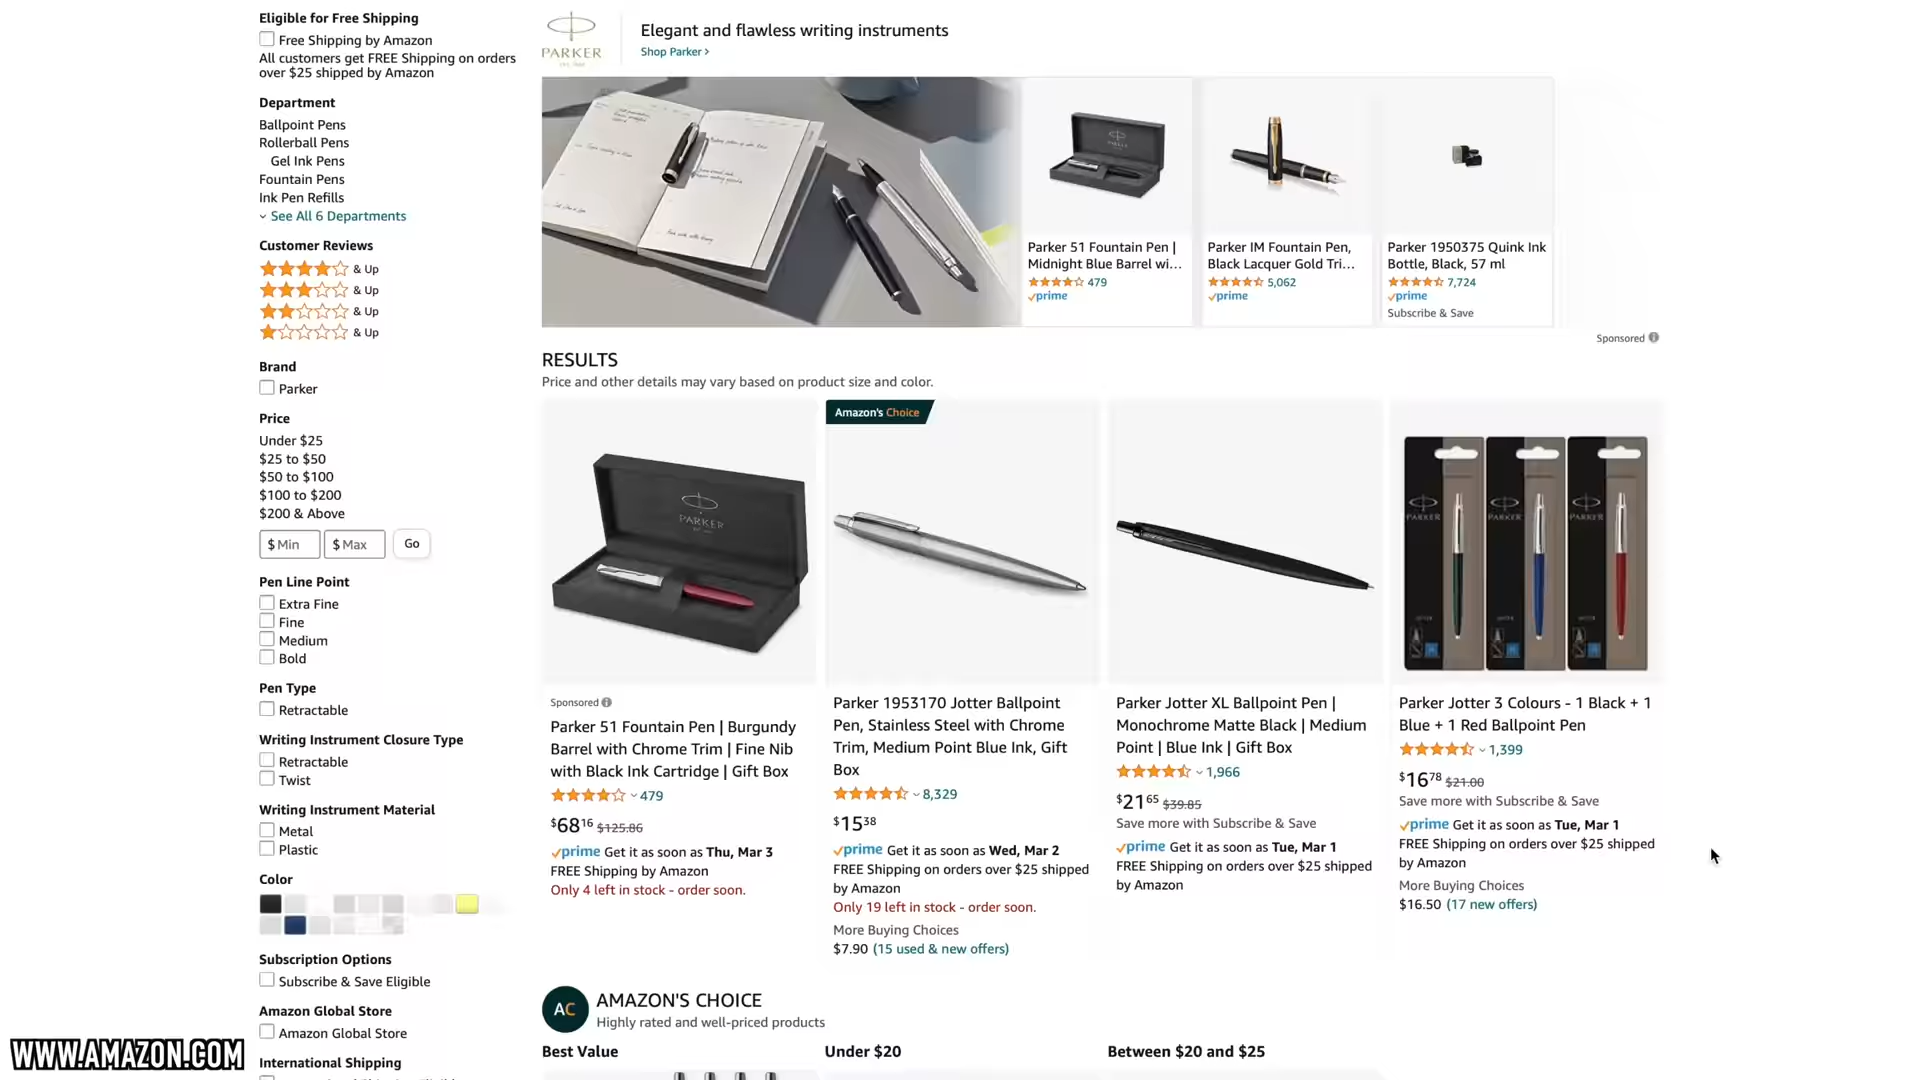 Eligible for Free Shipping
Free Shipping by Amazon
All customers get FREE Shipping on orders
over $25 shipped by Amazon
Department
Ballpoint Pens
Rollerball Pens
Gel Ink Pens
Fountain Pens
Ink Pen Refills
See All 6 Departments
Customer Reviews
& Up
& Up
& Up
& Up
Brand
Parker
Price
Under $25
$25 to $50
$50 to $100
$100 to $200
$200 & Above
$ Min $ Max Go
Pen Line Point
Extra Fine
Fine
Medium
Bold
Pen Type
Retractable
Writing Instrument Closure Type
Retractable
Twist
Writing Instrument Material
Metal
Plastic
Color
Subscription Options
Subscribe & Save Eligible
Amazon Global Store
Amazon Global Store
International Shipping
PARKER
Elegant and flawless writing instruments
Shop Parker ›
Parker 51 Fountain Pen |
Midnight Blue Barrel wi...
479
prime
Parker IM Fountain Pen,
Black Lacquer Gold Tri...
5,062
prime
Parker 1950375 Quink Ink
Bottle, Black, 57 ml
7,724
prime
Subscribe & Save
Sponsored
RESULTS
Price and other details may vary based on product size and color.
PARKER
Sponsored
Parker 51 Fountain Pen | Burgundy
Barrel with Chrome Trim | Fine Nib
with Black Ink Cartridge | Gift Box
479
$68 16 $125.86
prime Get it as soon as Thu, Mar 3
FREE Shipping by Amazon
Only 4 left in stock - order soon.
Amazon's Choice
Parker 1953170 Jotter Ballpoint
Pen, Stainless Steel with Chrome
Trim, Medium Point Blue Ink, Gift
Box
8,329
$15 38
prime Get it as soon as Wed, Mar 2
FREE Shipping on orders over $25 shipped
by Amazon
Only 19 left in stock - order soon.
More Buying Choices
$7.90 (15 used & new offers)
Parker Jotter XL Ballpoint Pen |
Monochrome Matte Black | Medium
Point | Blue Ink | Gift Box
1,966
$21 65 $39.85
Save more with Subscribe & Save
prime Get it as soon as Tue, Mar 1
FREE Shipping on orders over $25 shipped
by Amazon
PARKER PARKER PARKER
Parker Jotter 3 Colours - 1 Black + 1
Blue + 1 Red Ballpoint Pen
1,399
$16 78 $21.00
Save more with Subscribe & Save
prime Get it as soon as Tue, Mar 1
FREE Shipping on orders over $25 shipped
by Amazon
More Buying Choices
$16.50 (17 new offers)
AC AMAZON'S CHOICE
Highly rated and well-priced products
Best Value
Under $20
Between $20 and $25
WWW.AMAZON.COM